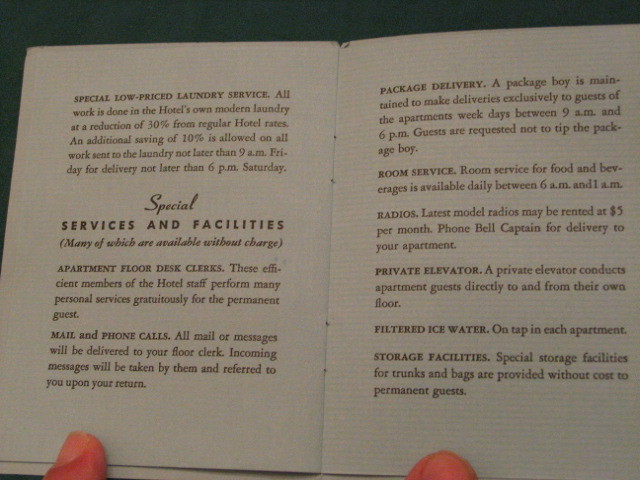 SPECIAL LOW-PRICED LAUNDRY SERVICE. All
work is done in the Hotel's own modern laundry
at a reduction of 30% from regular Hotel rates.
An additional saving of 10% is allowed on all
work sent to the laundry not later than 9 a.m. Fri-
day for delivery not later than 6 p.m. Saturday.
Special
SERVICES AND FACILITIES
(Many of which are available without charge)
APARTMENT FLOOR DESK CLERKS. These effi-
cient members of the Hotel staff perform many
personal services gratuitously for the permanent
guest.
MAIL and PHONE CALLS. All mail or messages
will be delivered to your floor clerk. Incoming
messages will be taken by them and referred to
you upon your return.
PACKAGE DELIVERY. A package boy is main-
tained to make deliveries exclusively to guests of
the apartments week days between 9 a.m. and
6 p.m. Guests are requested not to tip the pack-
age boy.
ROOM SERVICE. Room service for food and bev-
erages is available daily between 6 a.m. and 1 a.m.
RADIOS. Latest model radios may be rented at $5
per month. Phone Bell Captain for delivery to
your apartment.
PRIVATE ELEVATOR. A private elevator conducts
apartment guests directly to and from their own
floor.
FILTERED ICE WATER. On tap in each apartment.
STORAGE FACILITIES. Special storage facilities
for trunks and bags are provided without cost to
permanent guests.